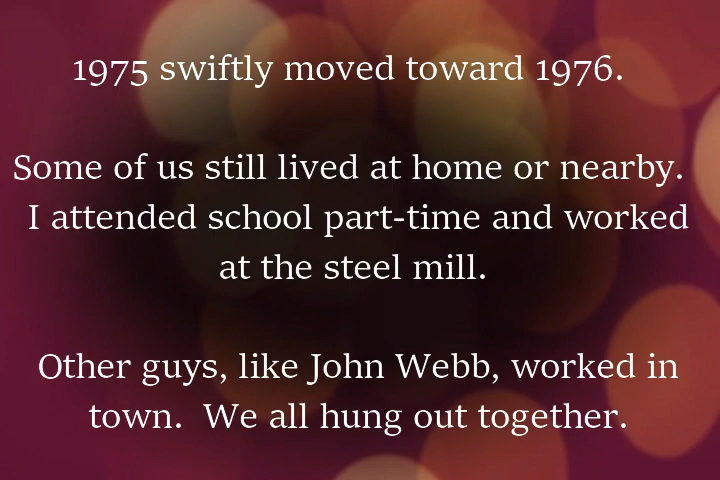 1975 swiftly moved toward 1976.
Some of us still lived at home or nearby.
I attended school part-time and worked
at the steel mill.
Other guys, like John Webb, worked in
town.  We all hung out together.